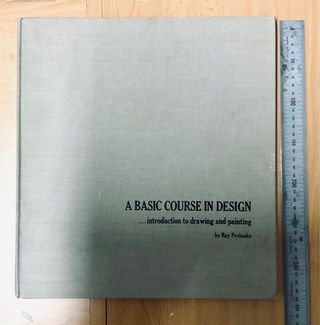 A BASIC COURSE IN DESIGN
...introduction to drawing and painting
by Ray Prohaska